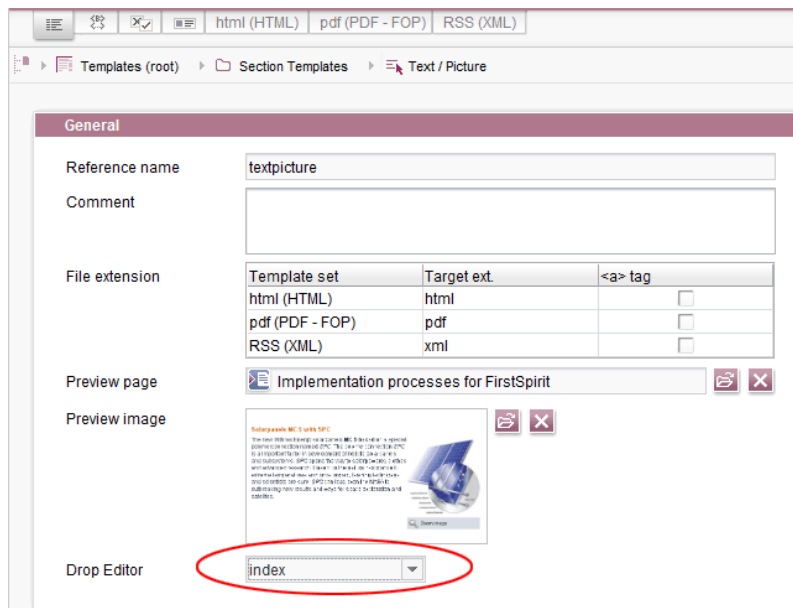 html (HTML) pdf (PDF - FOP) RSS (XML)
Templates (root) Section Templates Text / Picture
General
Reference name textpicture
Comment
File extension Template set Target ext. <a> tag
html (HTML) html
pdf (PDF - FOP) pdf
RSS (XML) xml
Preview page Implementation processes for FirstSpirit
Preview image
Solarpanels MC-3 with SPC
Drop Editor index